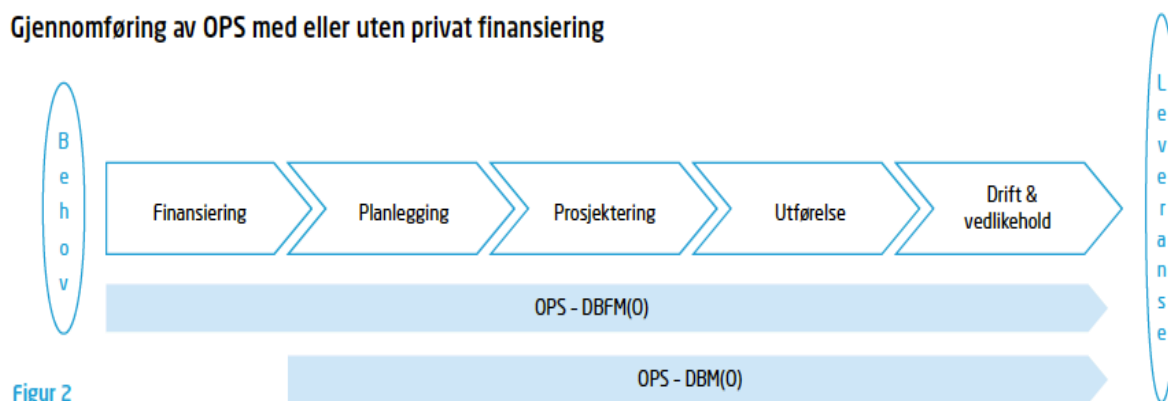 Gjennomføring av OPS med eller uten privat finansiering
Behov
Finansiering
Planlegging
Prosjektering
Utførelse
Drift &
vedlikehold
Leveranse
OPS - DBFM(O)
OPS - DBM(O)
Figur 2